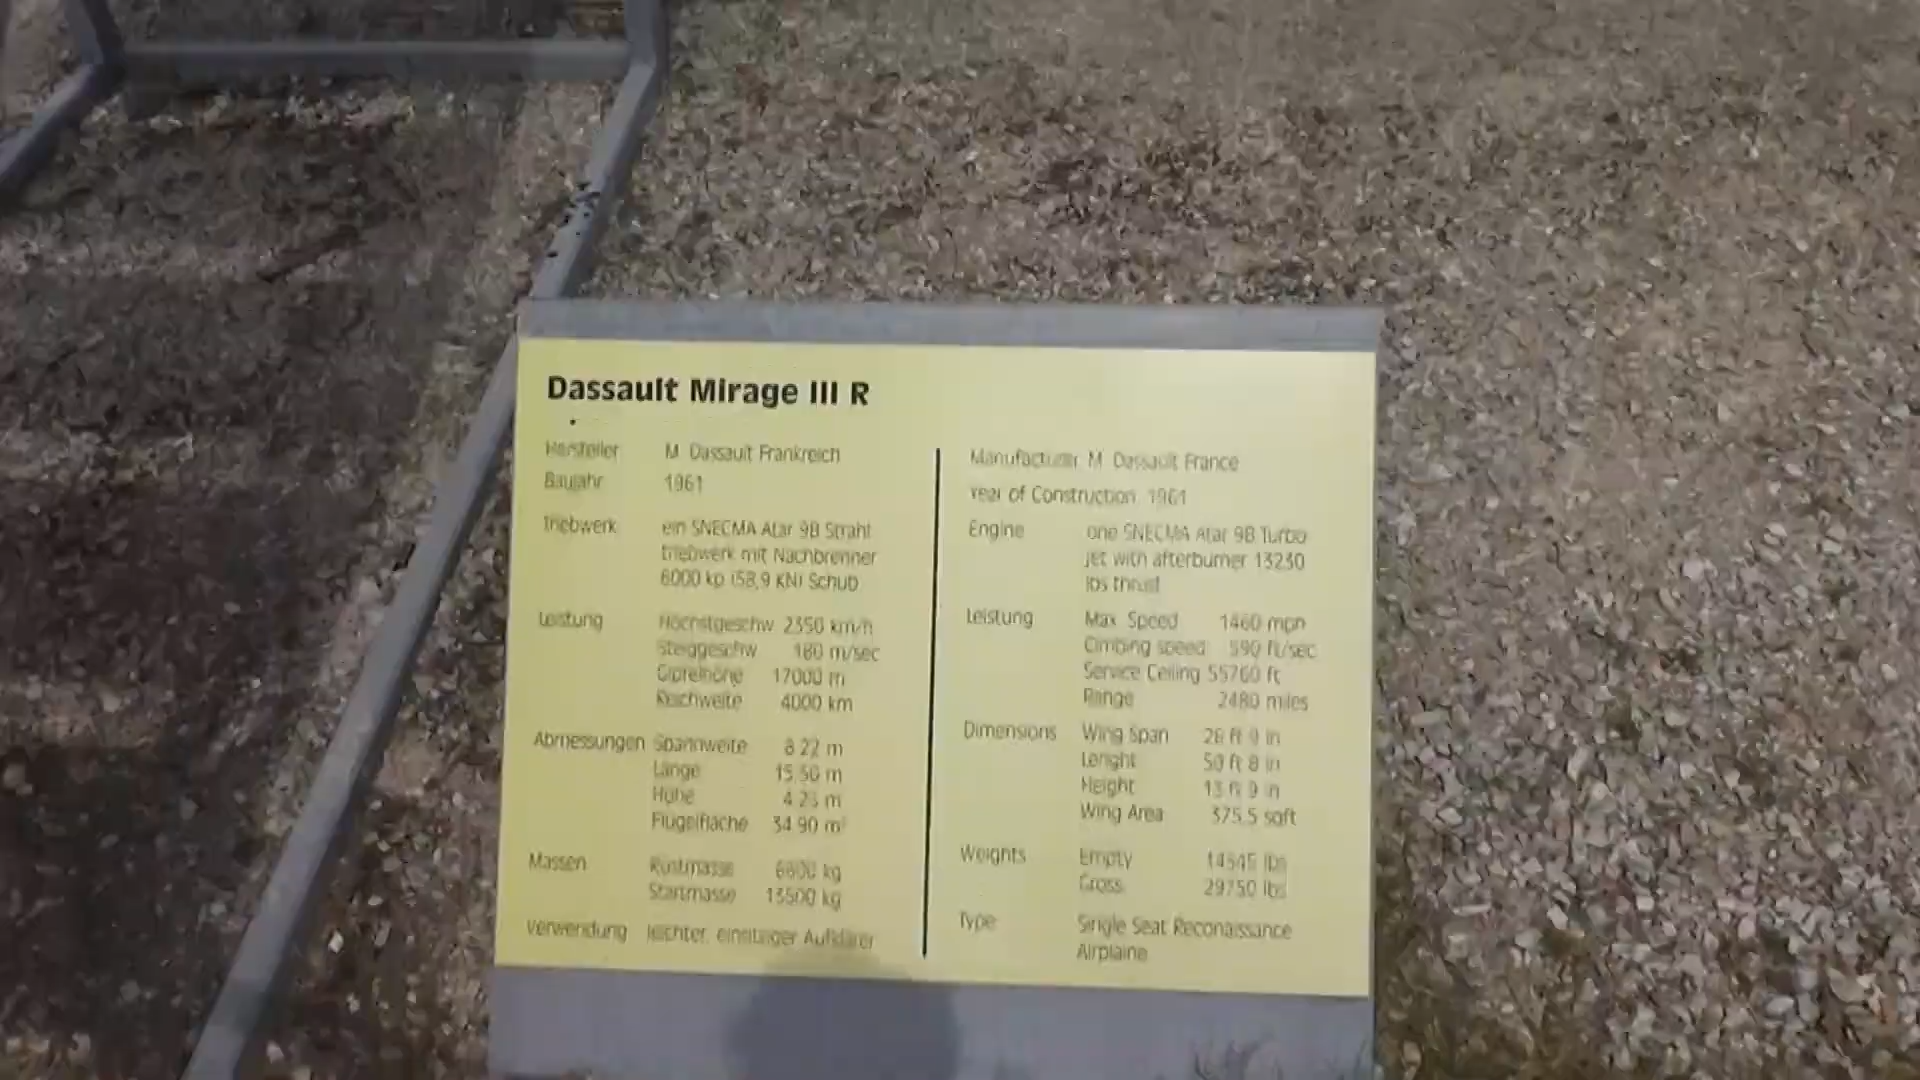 Dassault Mirage III R
Hersteller M. Dassault Frankreich
Baujahr 1961
Triebwerk ein SNECMA Atar 9B Strahl
triebwerk mit Nachbrenner
6000 kp (58,9 KN) Schub
Leistung Höchstgeschw 2350 km/h
Steiggeschw 180 m/sec
Gipfelhöhe 17000 m
Reichweite 4000 km
Abmessungen Spannweite 8.22 m
Länge 15.50 m
Höhe 4.25 m
Flügelfläche 34.90 m²
Massen Rüstmasse 6600 kg
Startmasse 13500 kg
Verwendung leichter, einsitziger Aufklärer
Manufacturer M. Dassault France
Year of Construction 1961
Engine one SNECMA Atar 9B Turbo
jet with afterburner 13230
lbs thrust
Leistung Max Speed 1460 mph
Climbing speed 590 ft/sec
Service Ceiling 55760 ft
Range 2480 miles
Dimensions Wing Span 26 ft 9 in
Lenght 50 ft 8 in
Height 13 ft 9 in
Wing Area 375.5 sqft
Weights Empty 14545 lbs
Gross 29750 lbs
Type Single Seat Reconaissance
Airplaine